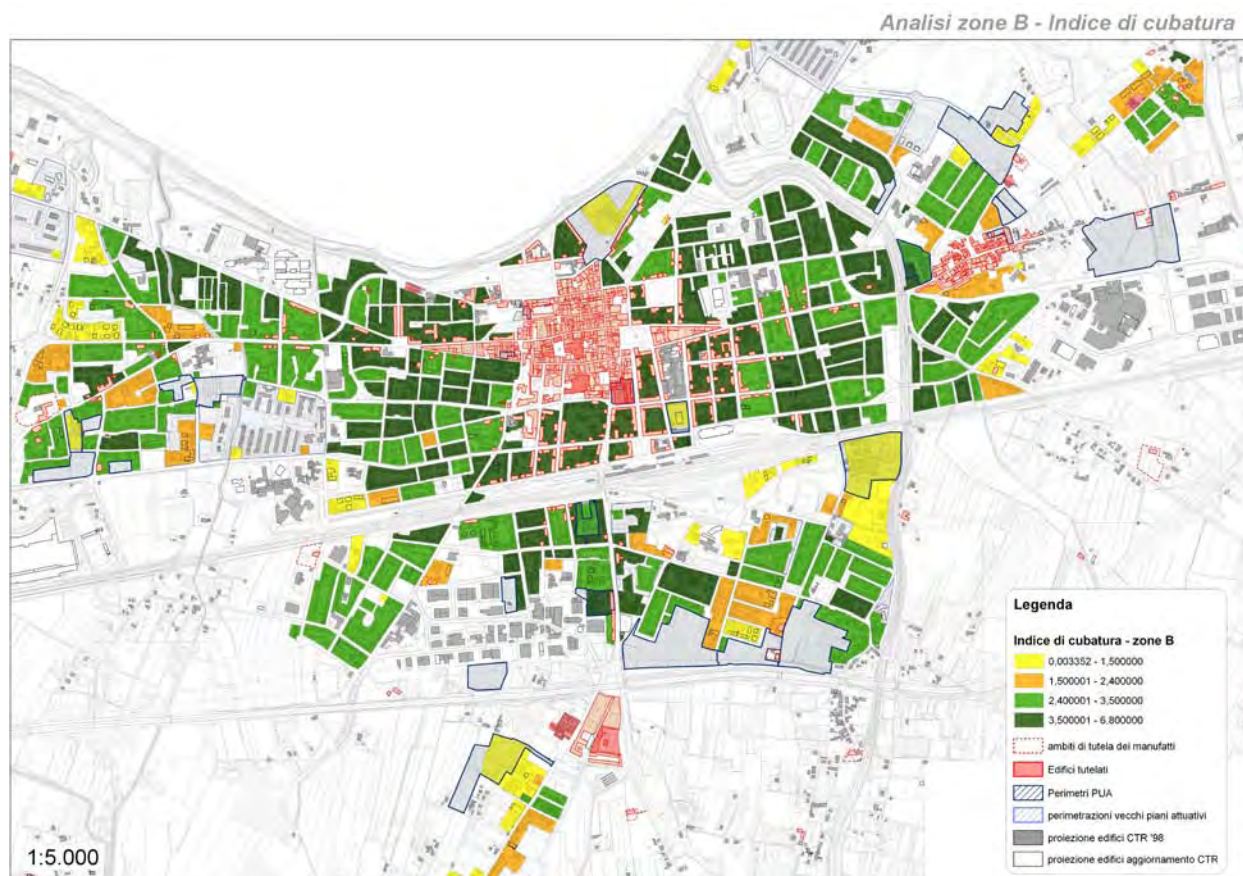 Analisi zone B - Indice di cubatura
Legenda
Indice di cubatura - zone B
0,003352 - 1,500000
1,500001 - 2,400000
2,400001 - 3,500000
3,500001 - 6,800000
ambiti di tutela dei manufatti
Edifici tutelati
Perimetri PUA
perimetrazioni vecchi piani attuativi
proiezione edifici CTR '98
proiezione edifici aggiornamento CTR
1:5.000